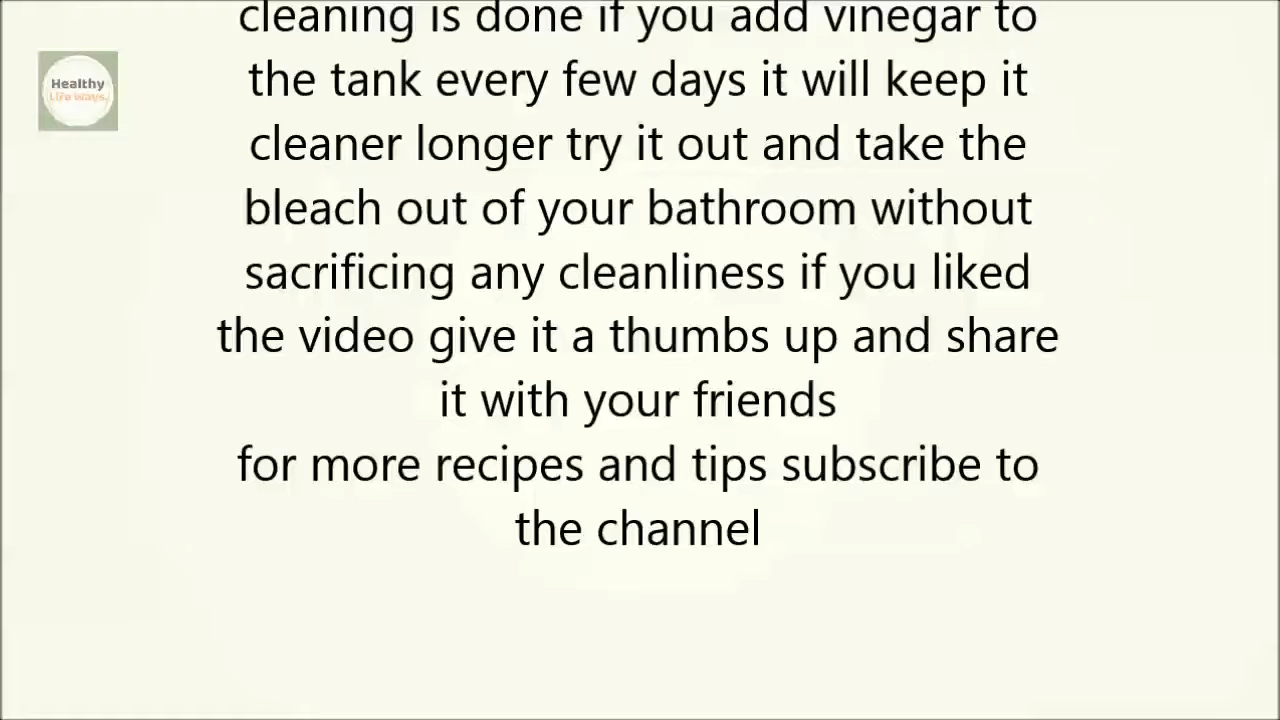 Healthy
Life Ways.
cleaning is done if you add vinegar to
the tank every few days it will keep it
cleaner longer try it out and take the
bleach out of your bathroom without
sacrificing any cleanliness if you liked
the video give it a thumbs up and share
it with your friends
for more recipes and tips subscribe to
the channel